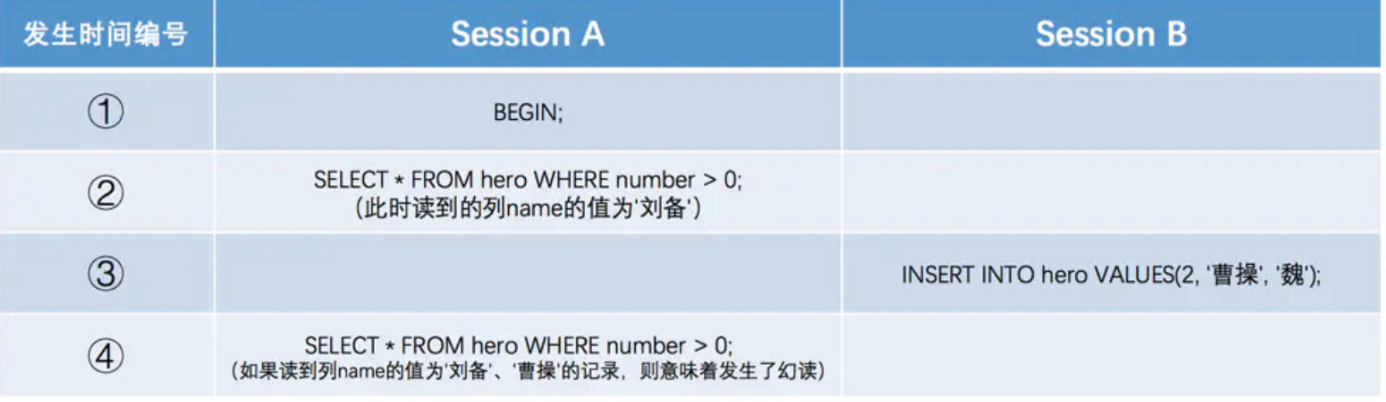 发生时间编号 Session A Session B
① BEGIN;
② SELECT * FROM hero WHERE number > 0;
（此时读到的列name的值为'刘备'）
③ INSERT INTO hero VALUES(2, '曹操', '魏');
④ SELECT * FROM hero WHERE number > 0;
（如果读到列name的值为'刘备'、'曹操'的记录，则意味着发生了幻读）